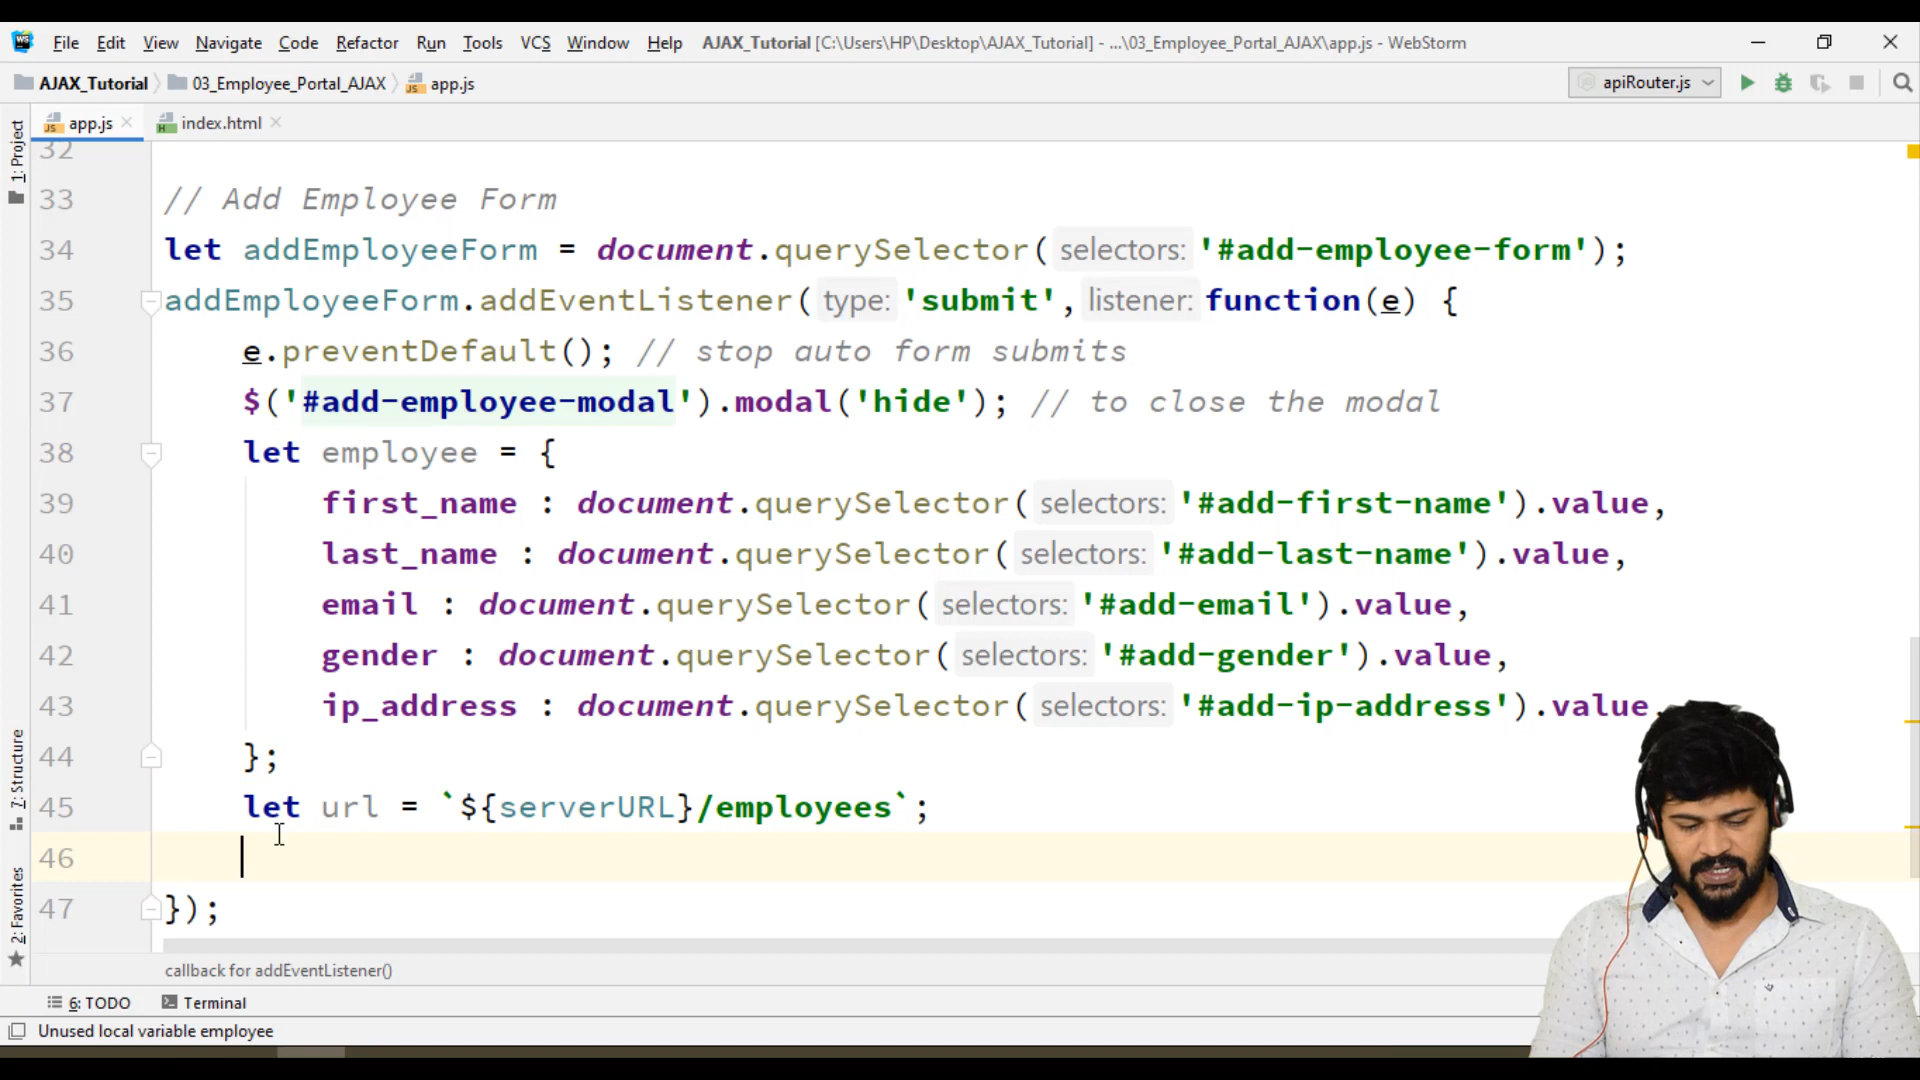 WS File Edit View Navigate Code Refactor Run Tools VCS Window Help AJAX_Tutorial [C:\Users\HP\Desktop\AJAX_Tutorial] - ...\03_Employee_Portal_AJAX\app.js - WebStorm
AJAX_Tutorial 03_Employee_Portal_AJAX app.js apiRouter.js
app.js index.html
1: Project
7: Structure
2: Favorites
32
33 // Add Employee Form
34 let addEmployeeForm = document.querySelector( selectors: '#add-employee-form');
35 addEmployeeForm.addEventListener( type: 'submit', listener: function(e) {
36 e.preventDefault(); // stop auto form submits
37 $('#add-employee-modal').modal('hide'); // to close the modal
38 let employee = {
39 first_name : document.querySelector( selectors: '#add-first-name').value,
40 last_name : document.querySelector( selectors: '#add-last-name').value,
41 email : document.querySelector( selectors: '#add-email').value,
42 gender : document.querySelector( selectors: '#add-gender').value,
43 ip_address : document.querySelector( selectors: '#add-ip-address').value
44 };
45 let url = `${serverURL}/employees`;
46
47 });
callback for addEventListener()
6: TODO Terminal
Unused local variable employee